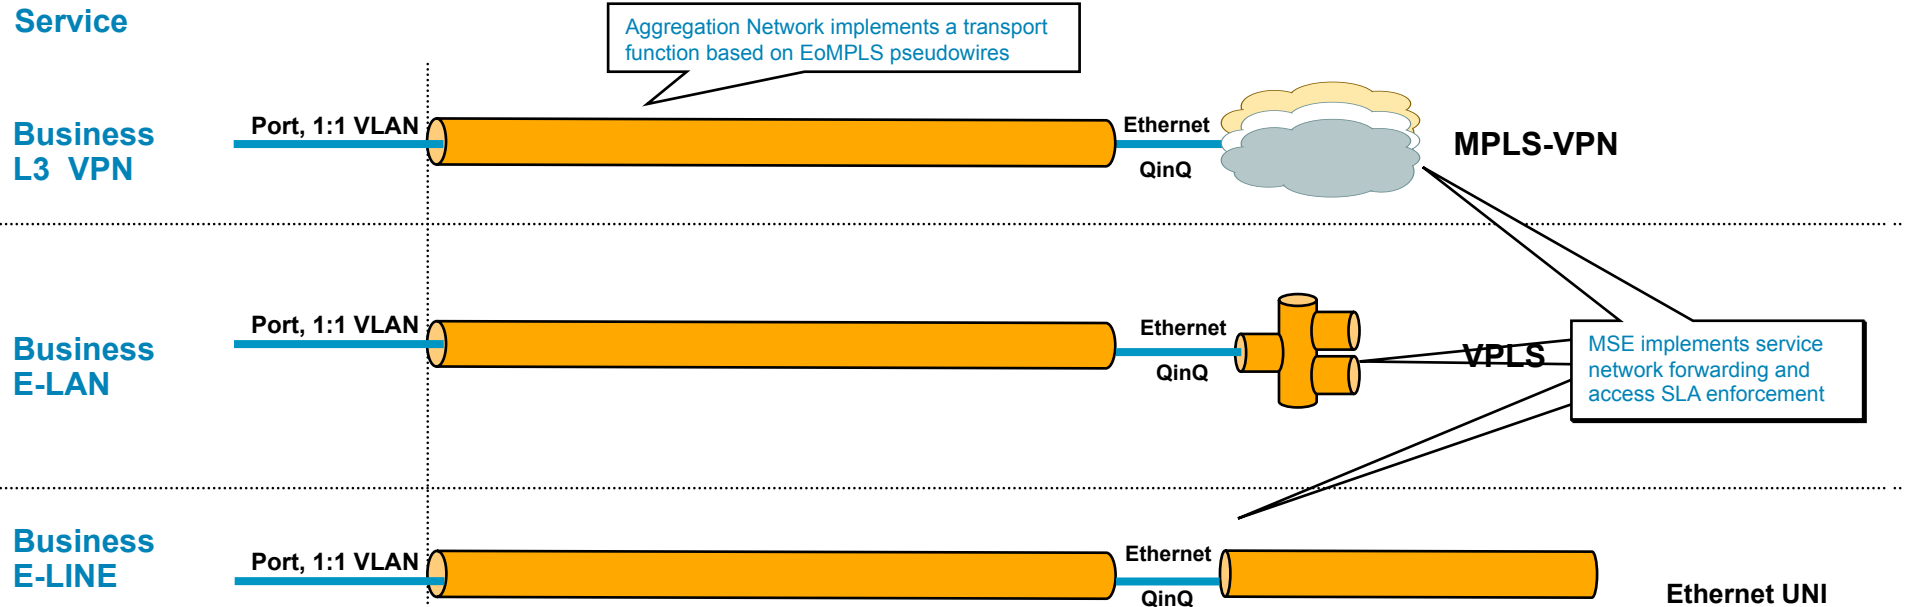 Service
Aggregation Network implements a transport
function based on EoMPLS pseudowires
Business
L3 VPN
Port, 1:1 VLAN
Ethernet
QinQ
MPLS-VPN
Business
E-LAN
Port, 1:1 VLAN
Ethernet
QinQ
VPLS
MSE implements service
network forwarding and
access SLA enforcement
Business
E-LINE
Port, 1:1 VLAN
Ethernet
QinQ
Ethernet UNI